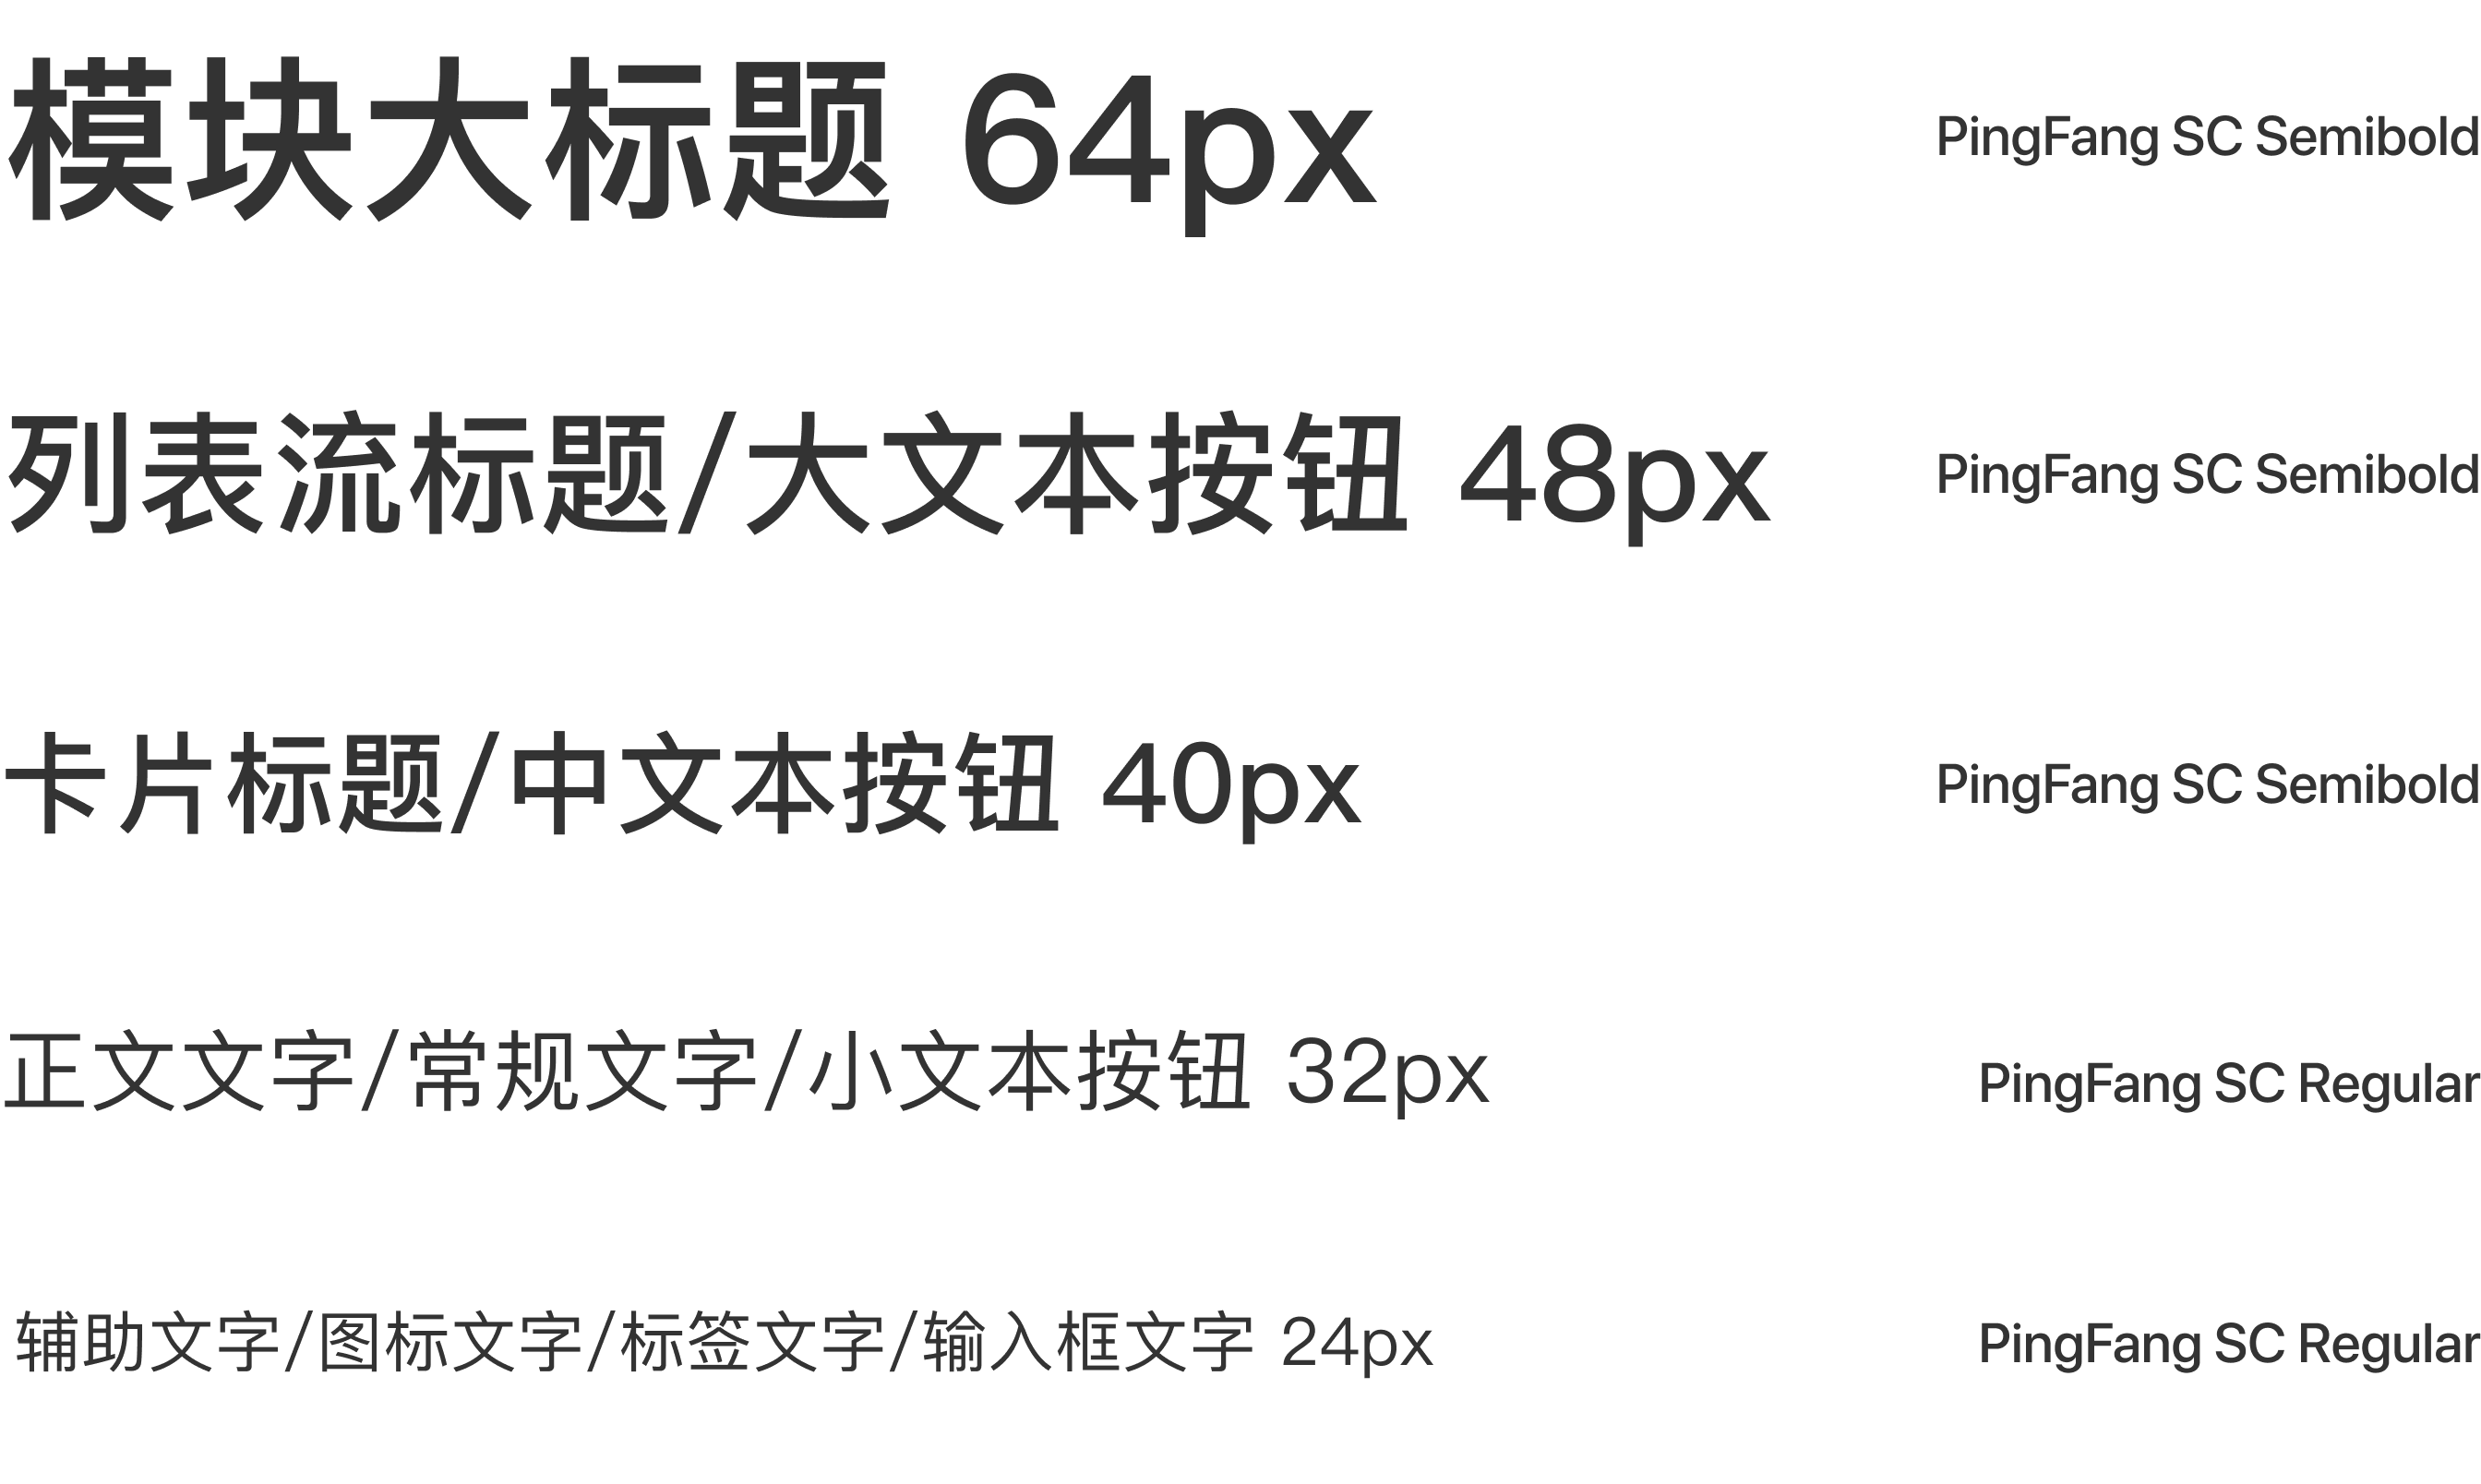 模块大标题 64px PingFang SC Semibold
列表流标题/大文本按钮 48px PingFang SC Semibold
卡片标题/中文本按钮 40px PingFang SC Semibold
正文文字/常规文字/小文本按钮 32px PingFang SC Regular
辅助文字/图标文字/标签文字/输入框文字 24px PingFang SC Regular